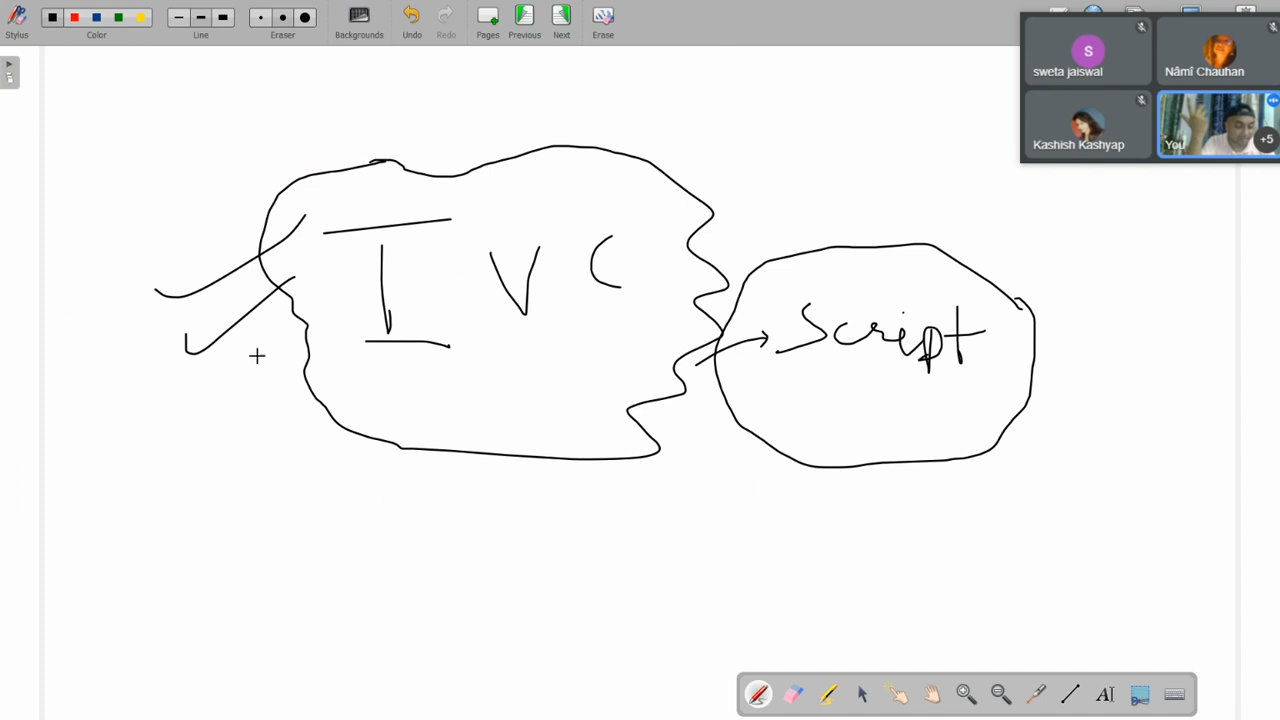 Stylus
Color
Line
Eraser
Backgrounds
Undo
Redo
Pages
Previous
Next
Erase
S
sweta jaiswal
Nâmî Chauhan
Kashish Kashyap
You
+5
I V C
Script